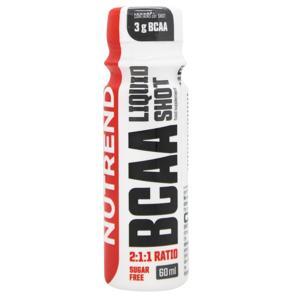 3 g BCAA
NUTREND
BCAA
LIQUID
SHOT
2:1:1 RATIO
SUGAR
FREE
60 ml